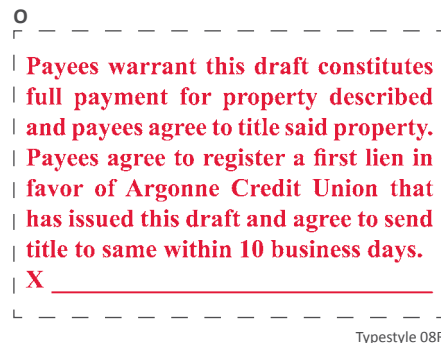 O
Payees warrant this draft constitutes
full payment for property described
and payees agree to title said property.
Payees agree to register a first lien in
favor of Argonne Credit Union that
has issued this draft and agree to send
title to same within 10 business days.
X
Typestyle 08F